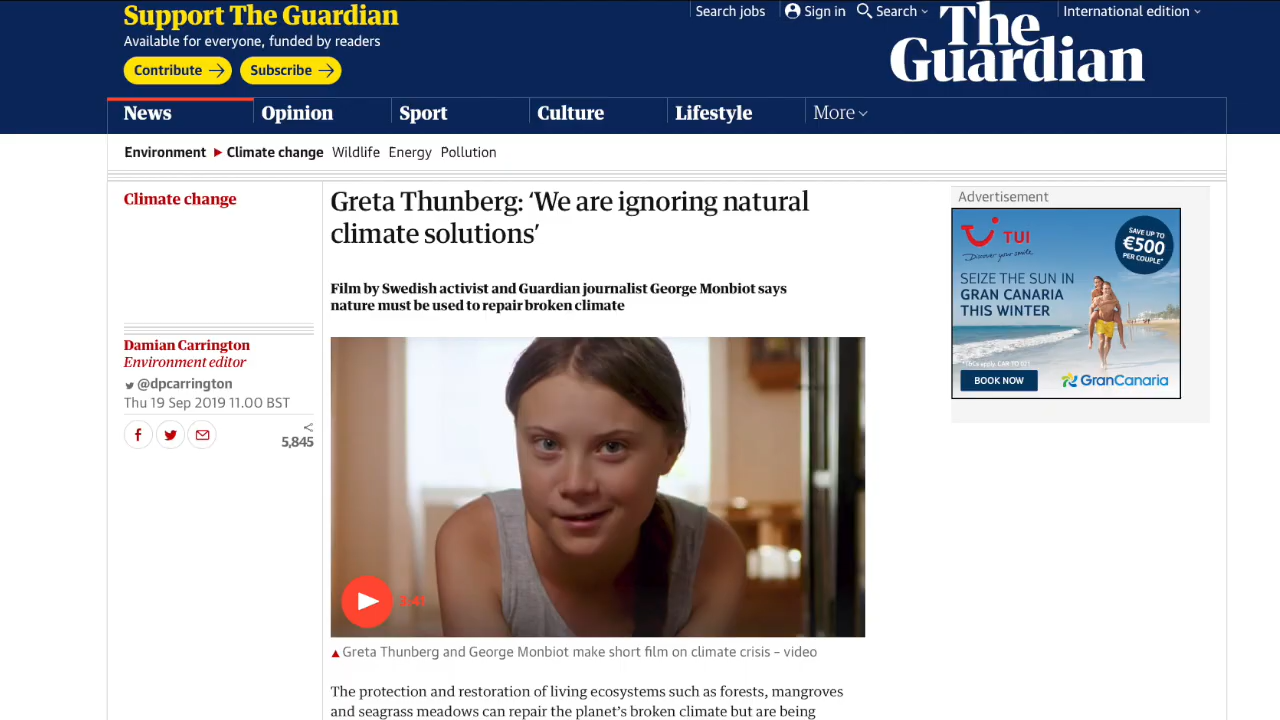 Support The Guardian
Available for everyone, funded by readers
Contribute
Subscribe
Search jobs
Sign in
Search
International edition
The
Guardian
News
Opinion
Sport
Culture
Lifestyle
More
Environment
Climate change
Wildlife
Energy
Pollution
Climate change
Greta Thunberg: ‘We are ignoring natural
climate solutions’
Film by Swedish activist and Guardian journalist George Monbiot says
nature must be used to repair broken climate
Damian Carrington
Environment editor
@dpcarrington
Thu 19 Sep 2019 11.00 BST
5,845
3:41
Greta Thunberg and George Monbiot make short film on climate crisis – video
The protection and restoration of living ecosystems such as forests, mangroves
and seagrass meadows can repair the planet’s broken climate but are being
Advertisement
TUI
Discover your smile
SAVE UP TO
€500
PER COUPLE*
SEIZE THE SUN IN
GRAN CANARIA
THIS WINTER
BOOK NOW
GranCanaria